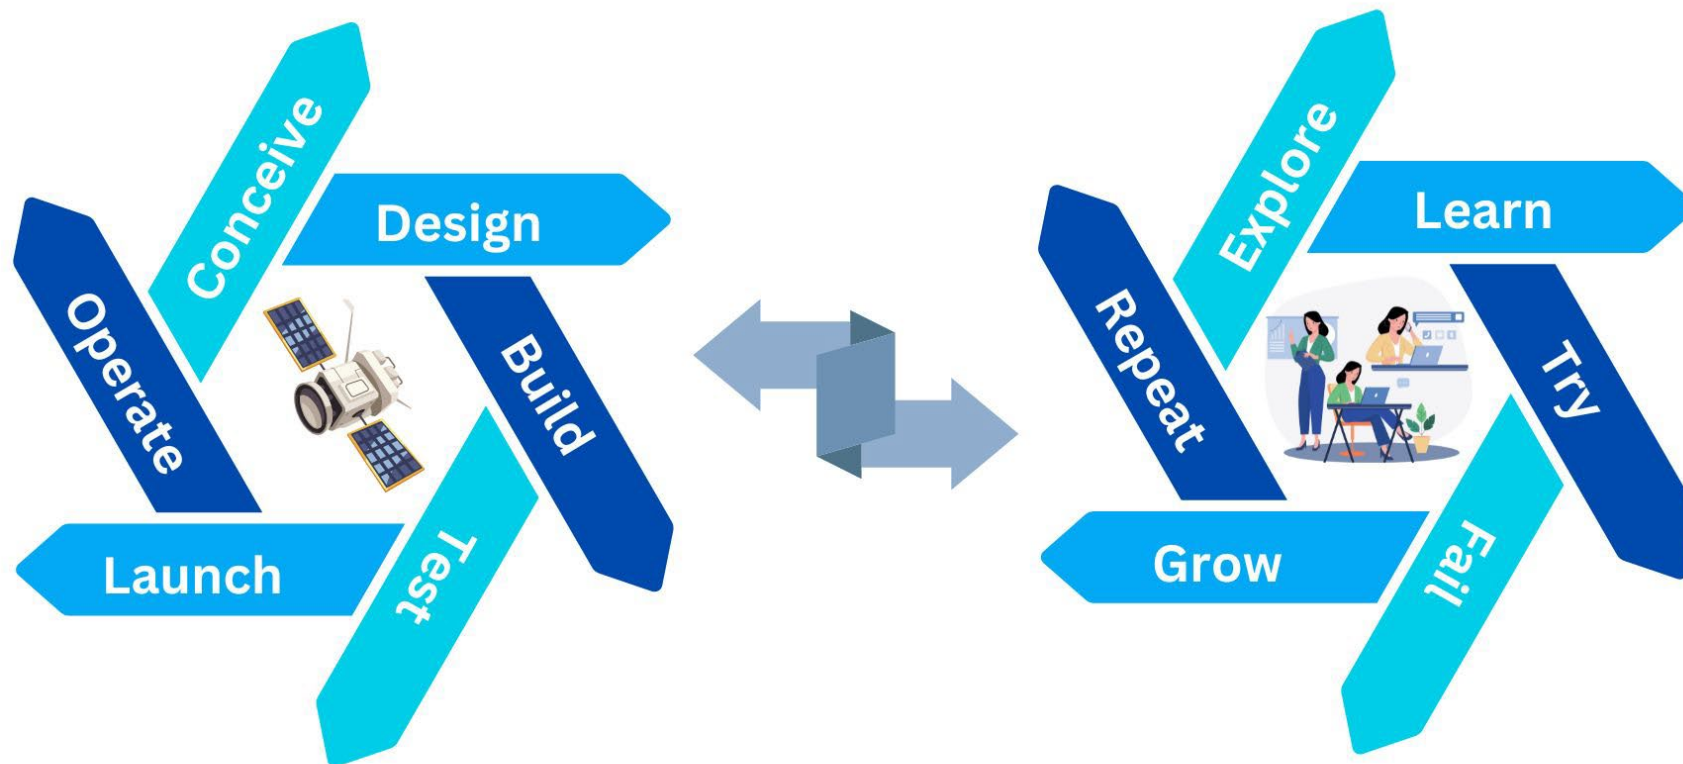 Conceive
Design
Build
Test
Launch
Operate
Explore
Learn
Try
Fail
Grow
Repeat